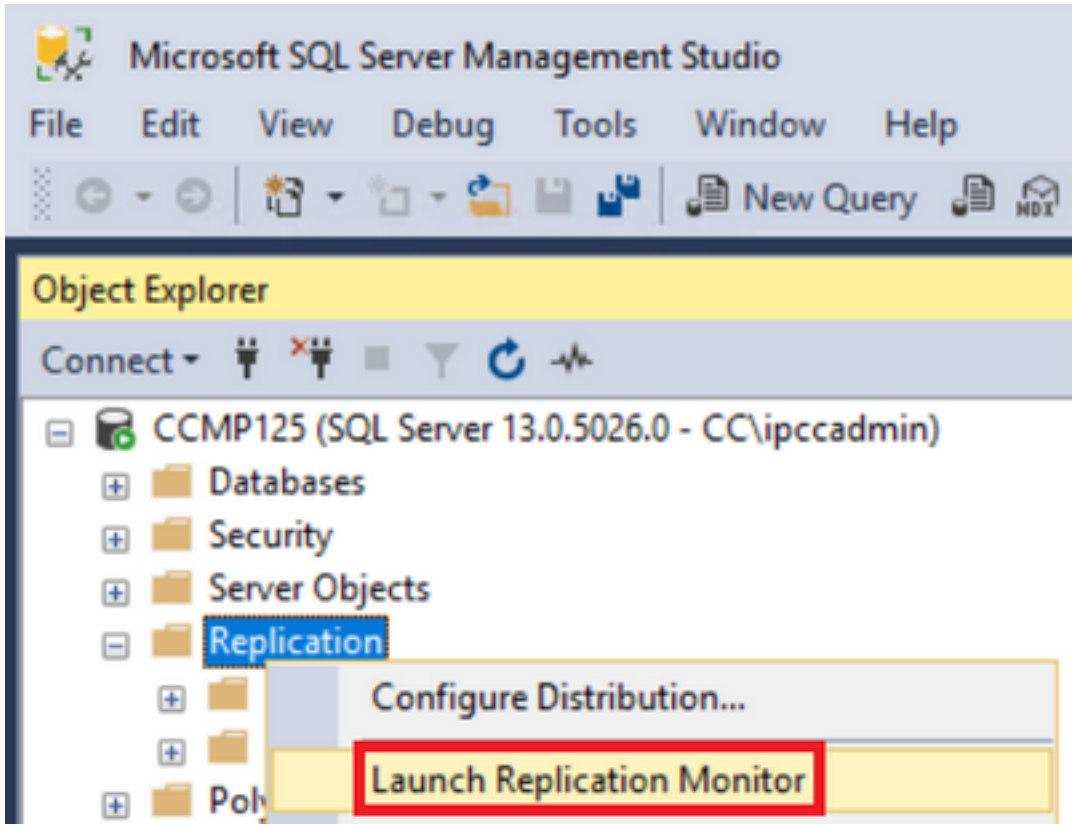 Microsoft SQL Server Management Studio
File Edit View Debug Tools Window Help
New Query
MDX
Object Explorer
Connect
CCMP125 (SQL Server 13.0.5026.0 - CC\ipccadmin)
Databases
Security
Server Objects
Replication
Configure Distribution...
Launch Replication Monitor